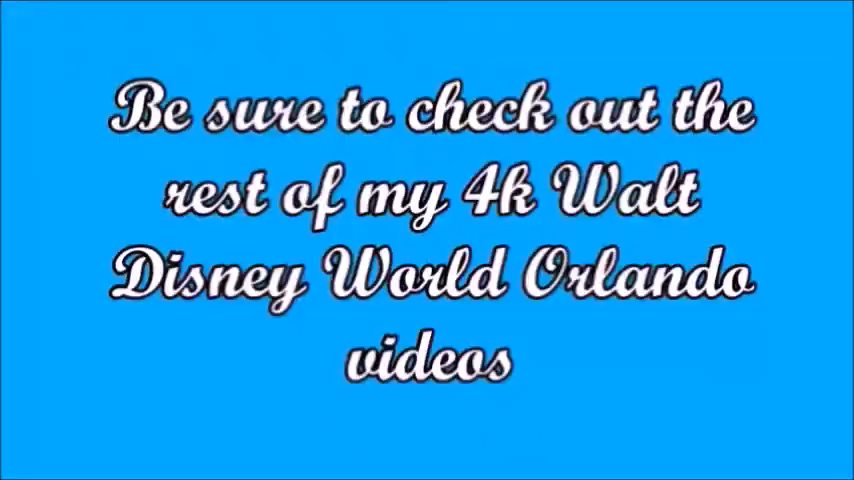 Be sure to check out the
rest of my 4k Walt
Disney World Orlando
videos